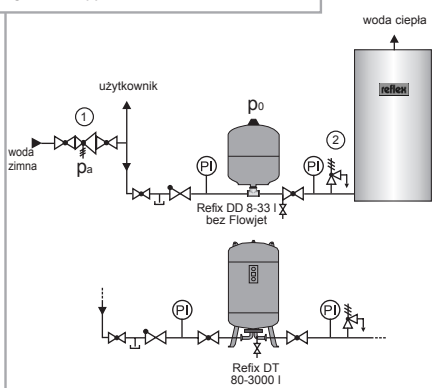 woda ciepła
użytkownik
1
p0
reflex
2
woda
zimna
pa
PI
PI
Refix DD 8-33 l
bez Flowjet
PI
PI
Refix DT
80-3000 l